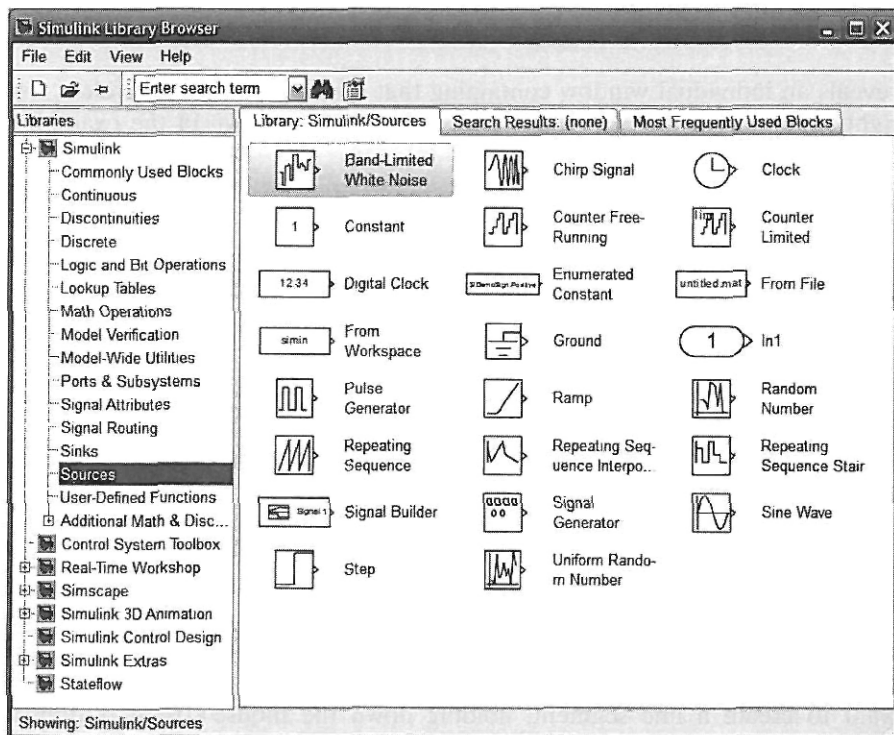 Simulink Library Browser
File Edit View Help
Enter search term
Libraries
Library: Simulink/Sources
Search Results: (none)
Most Frequently Used Blocks
Simulink
Commonly Used Blocks
Continuous
Discontinuities
Discrete
Logic and Bit Operations
Lookup Tables
Math Operations
Model Verification
Model-Wide Utilities
Ports & Subsystems
Signal Attributes
Signal Routing
Sinks
Sources
User-Defined Functions
Additional Math & Disc...
Control System Toolbox
Real-Time Workshop
Simscape
Simulink 3D Animation
Simulink Control Design
Simulink Extras
Stateflow
Band-Limited
White Noise
Chirp Signal
Clock
1
Constant
Counter Free-
Running
Counter
Limited
12:34
Digital Clock
Enumerated
Constant
untitled.mat
From File
simin
From
Workspace
Ground
1
In1
Pulse
Generator
Ramp
Random
Number
Repeating
Sequence
Repeating Seq-
uence Interpo...
Repeating
Sequence Stair
Signal 1
Signal Builder
Signal
Generator
Sine Wave
Step
Uniform Rando-
m Number
Showing: Simulink/Sources